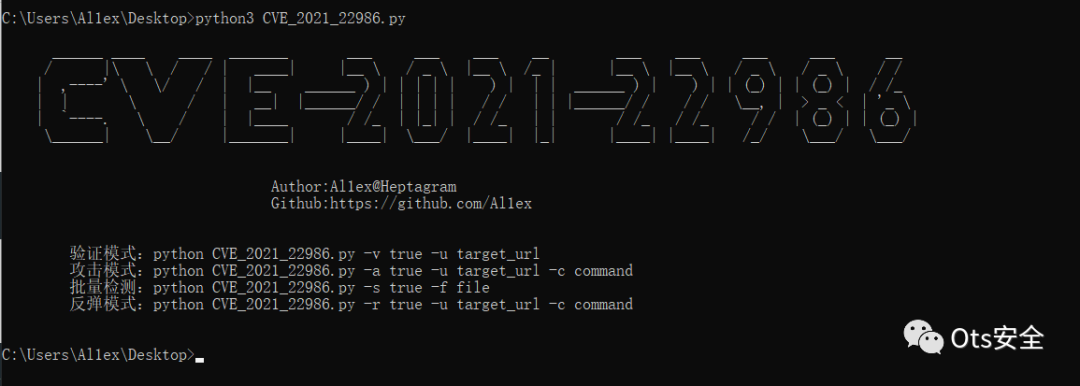 C:\Users\Al1ex\Desktop>python3 CVE_2021_22986.py
CVE-2021-22986
Author:Al1ex@Heptagram
Github:https://github.com/Al1ex
验证模式：python CVE_2021_22986.py -v true -u target_url
攻击模式：python CVE_2021_22986.py -a true -u target_url -c command
批量检测：python CVE_2021_22986.py -s true -f file
反弹模式：python CVE_2021_22986.py -r true -u target_url -c command
C:\Users\Al1ex\Desktop>
Ots安全